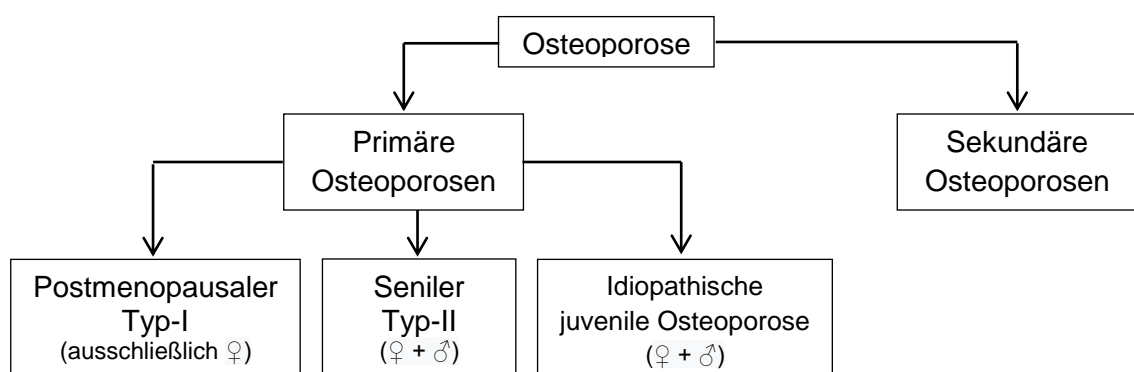 Osteoporose
Primäre
Osteoporosen
Sekundäre
Osteoporosen
Postmenopausaler
Typ-I
(ausschließlich ♀)
Seniler
Typ-II
(♀ + ♂)
Idiopathische
juvenile Osteoporose
(♀ + ♂)